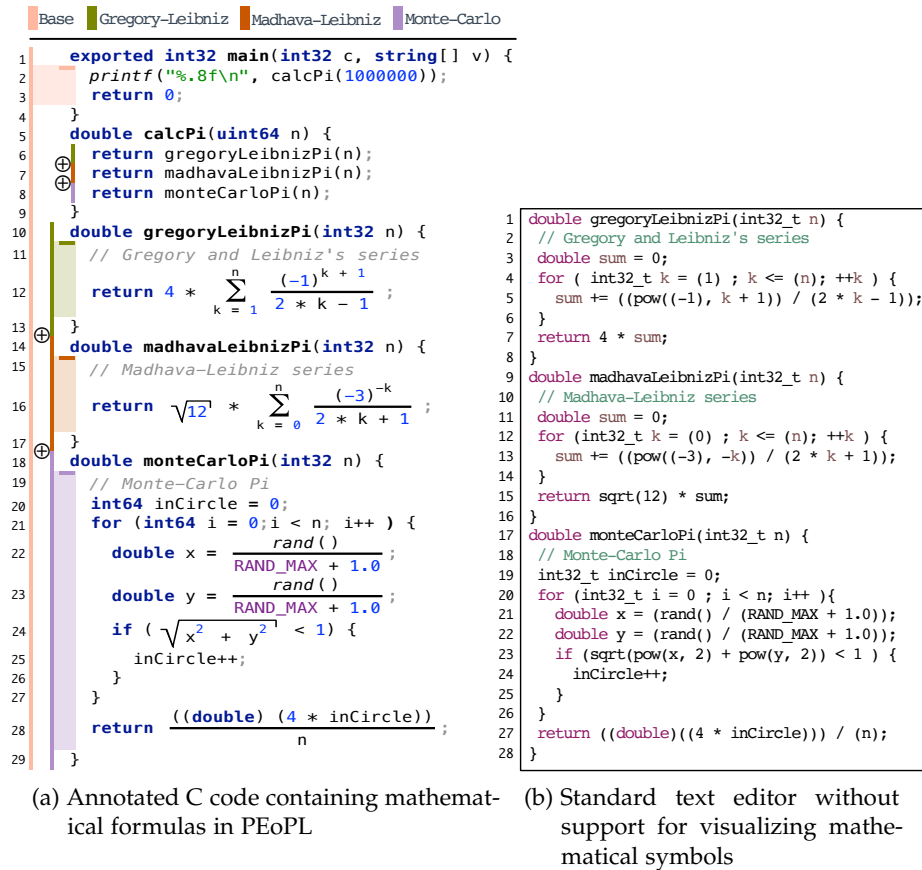 Base Gregory-Leibniz Madhava-Leibniz Monte-Carlo
1 exported int32 main(int32 c, string[] v) {
2 printf("%.8f\n", calcPi(1000000));
3 return 0;
4 }
5 double calcPi(uint64 n) {
6 return gregoryLeibnizPi(n);
⊕
7 return madhavaLeibnizPi(n);
⊕
8 return monteCarloPi(n);
9 }
10 double gregoryLeibnizPi(int32 n) {
11 // Gregory and Leibniz's series
12 return 4 * n ∑ k = 1 (-1)^k + 1 / 2 * k - 1 ;
13 }
⊕
14 double madhavaLeibnizPi(int32 n) {
15 // Madhava-Leibniz series
16 return √12 * n ∑ k = 0 (-3)^-k / 2 * k + 1 ;
17 }
⊕
18 double monteCarloPi(int32 n) {
19 // Monte-Carlo Pi
20 int64 inCircle = 0;
21 for (int64 i = 0;i < n; i++ ) {
22 double x = rand() / RAND_MAX + 1.0 ;
23 double y = rand() / RAND_MAX + 1.0 ;
24 if ( √x² + y² < 1) {
25 inCircle++;
26 }
27 }
28 return ((double) (4 * inCircle)) / n ;
29 }
(a) Annotated C code containing mathemat-
ical formulas in PEoPL
1 double gregoryLeibnizPi(int32_t n) {
2 // Gregory and Leibniz's series
3 double sum = 0;
4 for ( int32_t k = (1) ; k <= (n); ++k ) {
5 sum += ((pow((-1), k + 1)) / (2 * k - 1));
6 }
7 return 4 * sum;
8 }
9 double madhavaLeibnizPi(int32_t n) {
10 // Madhava-Leibniz series
11 double sum = 0;
12 for (int32_t k = (0) ; k <= (n); ++k ) {
13 sum += ((pow((-3), -k)) / (2 * k + 1));
14 }
15 return sqrt(12) * sum;
16 }
17 double monteCarloPi(int32_t n) {
18 // Monte-Carlo Pi
19 int32_t inCircle = 0;
20 for (int32_t i = 0 ; i < n; i++ ){
21 double x = (rand() / (RAND_MAX + 1.0));
22 double y = (rand() / (RAND_MAX + 1.0));
23 if (sqrt(pow(x, 2) + pow(y, 2)) < 1 ) {
24 inCircle++;
25 }
26 }
27 return ((double)((4 * inCircle))) / (n);
28 }
(b) Standard text editor without
support for visualizing mathe-
matical symbols